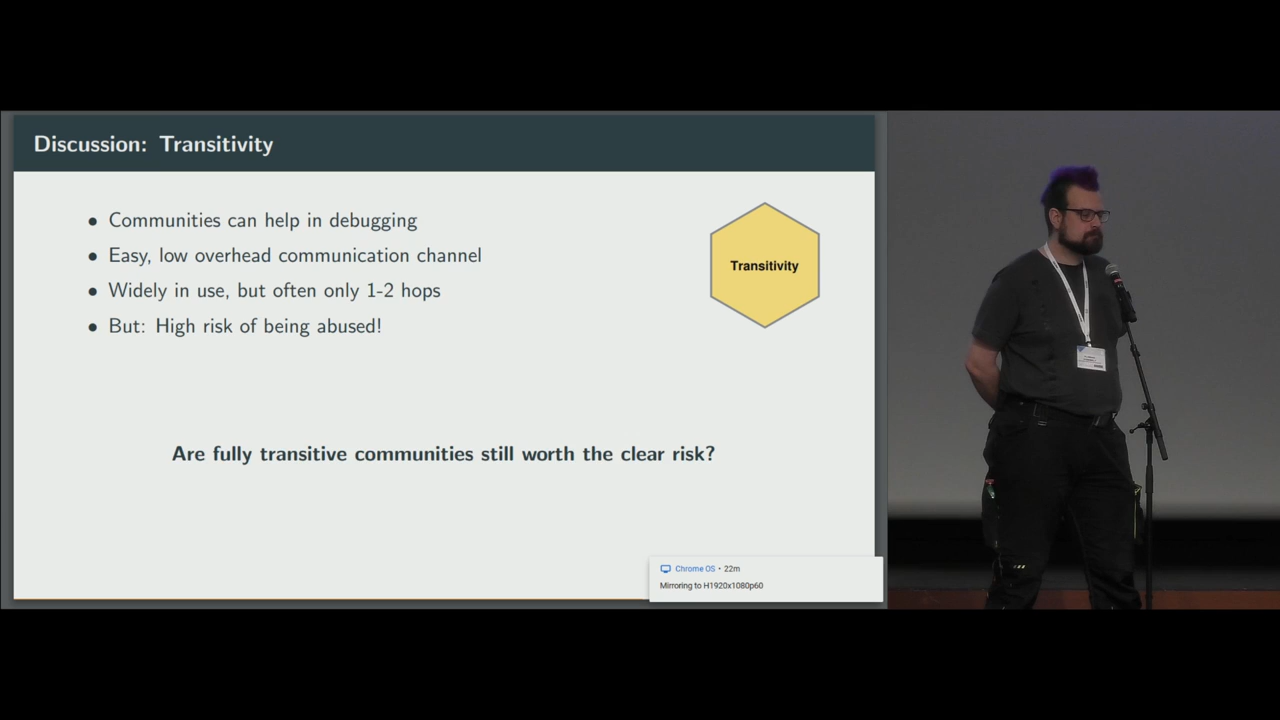 Discussion: Transitivity
Communities can help in debugging
Easy, low overhead communication channel
Widely in use, but often only 1-2 hops
But: High risk of being abused!
Transitivity
Are fully transitive communities still worth the clear risk?
Chrome OS • 22m
Mirroring to H1920x1080p60